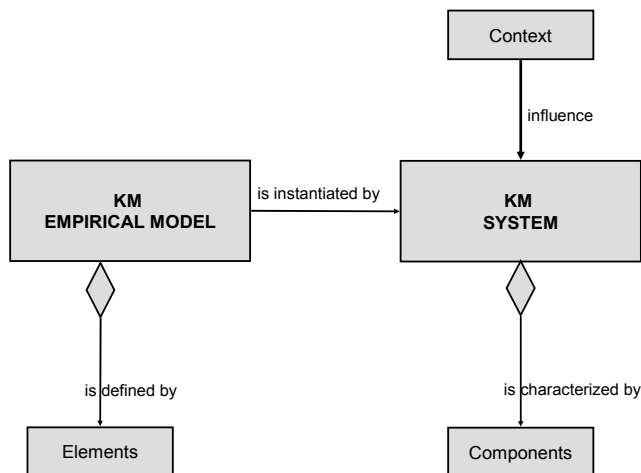 Context
influence
KM
EMPIRICAL MODEL
is instantiated by
KM
SYSTEM
is defined by
is characterized by
Elements
Components